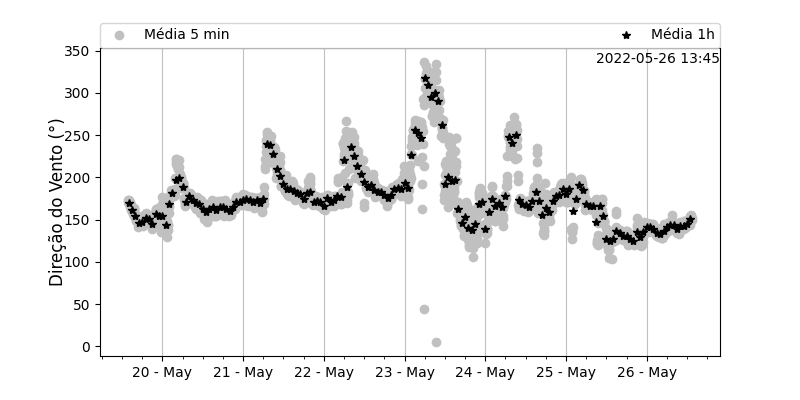 Média 5 min
Média 1h
2022-05-26 13:45
Direção do Vento (°)
350
300
250
200
150
100
50
0
20 - May
21 - May
22 - May
23 - May
24 - May
25 - May
26 - May